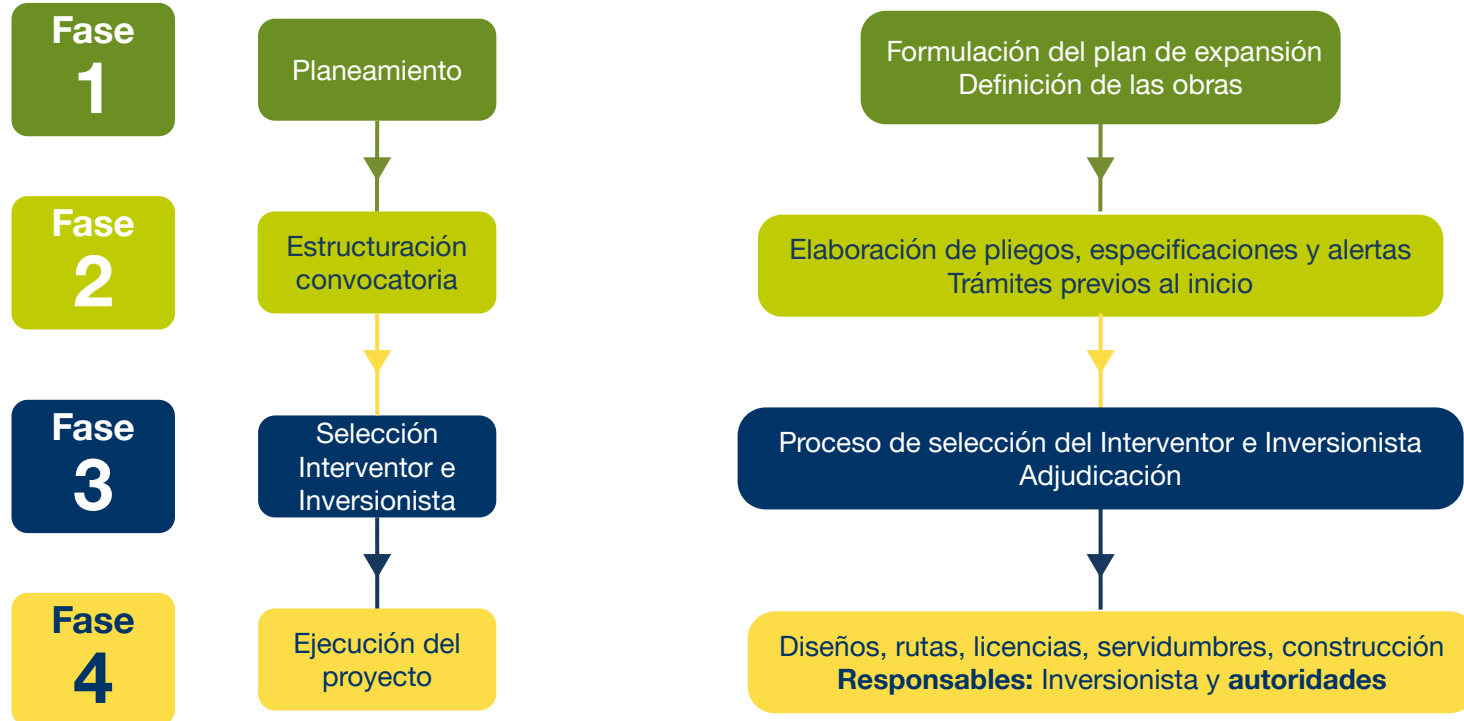 Fase
1
Planeamiento
Formulación del plan de expansión
Definición de las obras
Fase
2
Estructuración
convocatoria
Elaboración de pliegos, especificaciones y alertas
Trámites previos al inicio
Fase
3
Selección
Interventor e
Inversionista
Proceso de selección del Interventor e Inversionista
Adjudicación
Fase
4
Ejecución del
proyecto
Diseños, rutas, licencias, servidumbres, construcción
Responsables: Inversionista y autoridades